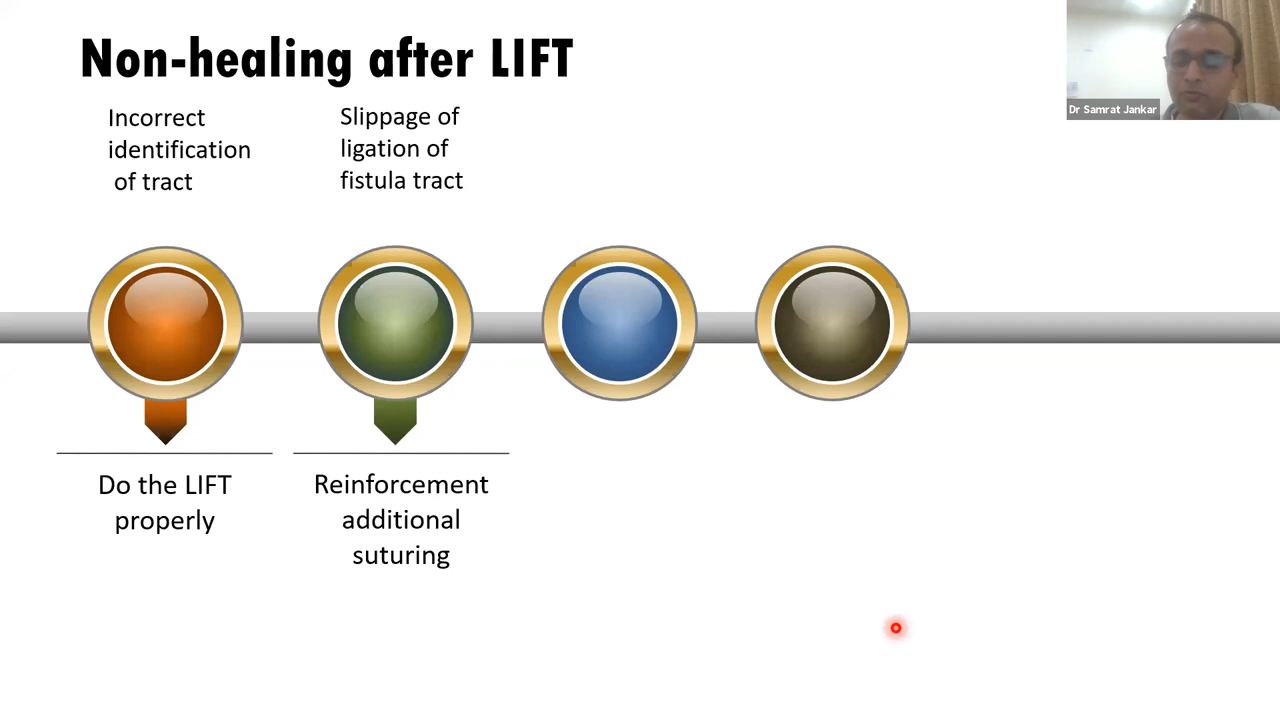 Non-healing after LIFT
Dr Samrat Jankar
Incorrect
identification
of tract
Slippage of
ligation of
fistula tract
Do the LIFT
properly
Reinforcement
additional
suturing